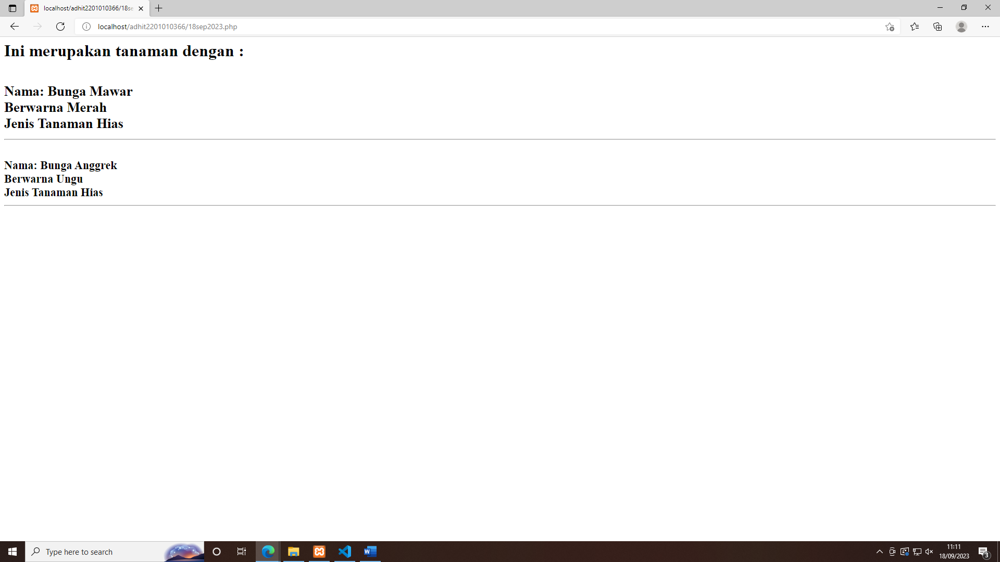 localhost/adhit2201010366/18se
localhost/adhit2201010366/18sep2023.php
Ini merupakan tanaman dengan :
Nama: Bunga Mawar
Berwarna Merah
Jenis Tanaman Hias
Nama: Bunga Anggrek
Berwarna Ungu
Jenis Tanaman Hias
Type here to search
11:11
18/09/2023
3